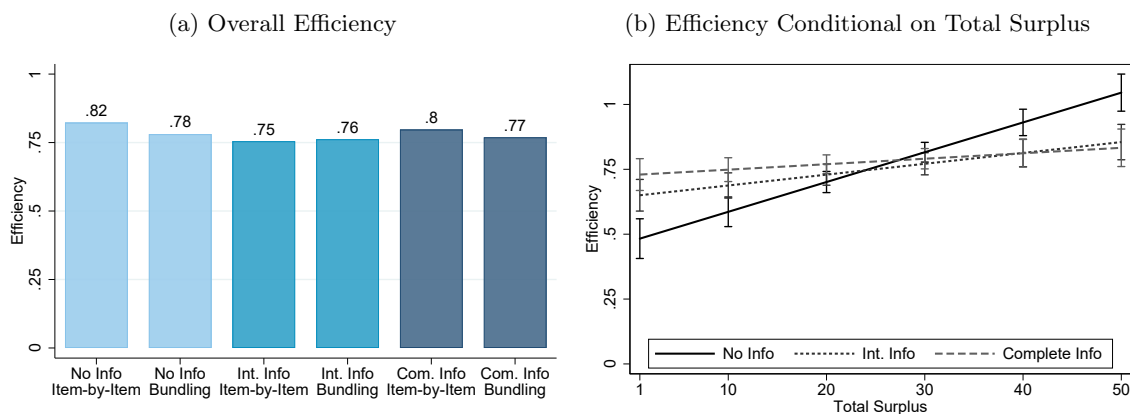 (a) Overall Efficiency
Efficiency
1
.75
.5
.25
0
.82
.78
.75
.76
.8
.77
No Info
Item-by-Item
No Info
Bundling
Int. Info
Item-by-Item
Int. Info
Bundling
Com. Info
Item-by-Item
Com. Info
Bundling
(b) Efficiency Conditional on Total Surplus
Efficiency
1
.75
.5
.25
0
No Info
Int. Info
Complete Info
1
10
20
30
40
50
Total Surplus